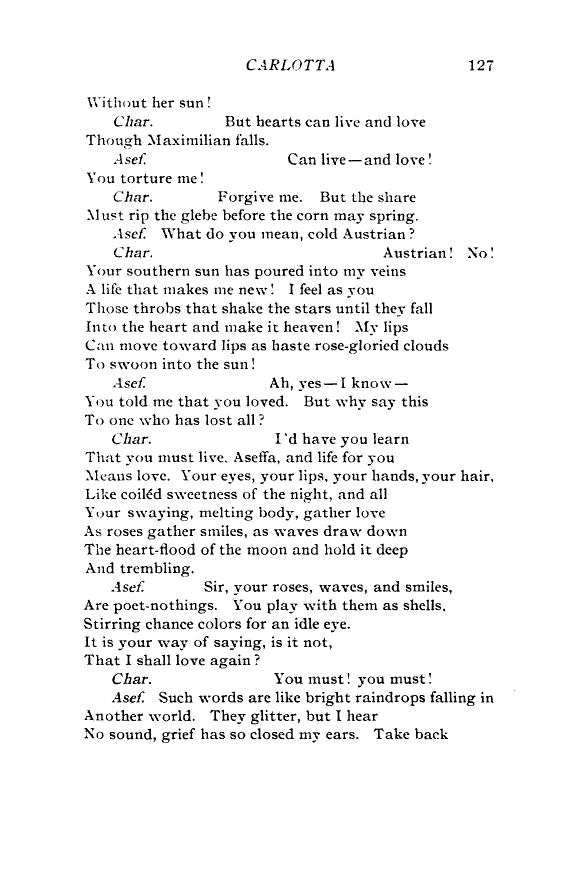 CARLOTTA 127
Without her sun!
Char. But hearts can live and love
Though Maximilian falls.
Asef. Can live—and love!
You torture me!
Char. Forgive me. But the share
Must rip the glebe before the corn may spring.
Asef. What do you mean, cold Austrian?
Char. Austrian! No!
Your southern sun has poured into my veins
A life that makes me new! I feel as you
Those throbs that shake the stars until they fall
Into the heart and make it heaven! My lips
Can move toward lips as haste rose-gloried clouds
To swoon into the sun!
Asef. Ah, yes—I know—
You told me that you loved. But why say this
To one who has lost all?
Char. I'd have you learn
That you must live, Aseffa, and life for you
Means love. Your eyes, your lips, your hands, your hair,
Like coiléd sweetness of the night, and all
Your swaying, melting body, gather love
As roses gather smiles, as waves draw down
The heart-flood of the moon and hold it deep
And trembling.
Asef. Sir, your roses, waves, and smiles,
Are poet-nothings. You play with them as shells,
Stirring chance colors for an idle eye.
It is your way of saying, is it not,
That I shall love again?
Char. You must! you must!
Asef. Such words are like bright raindrops falling in
Another world. They glitter, but I hear
No sound, grief has so closed my ears. Take back